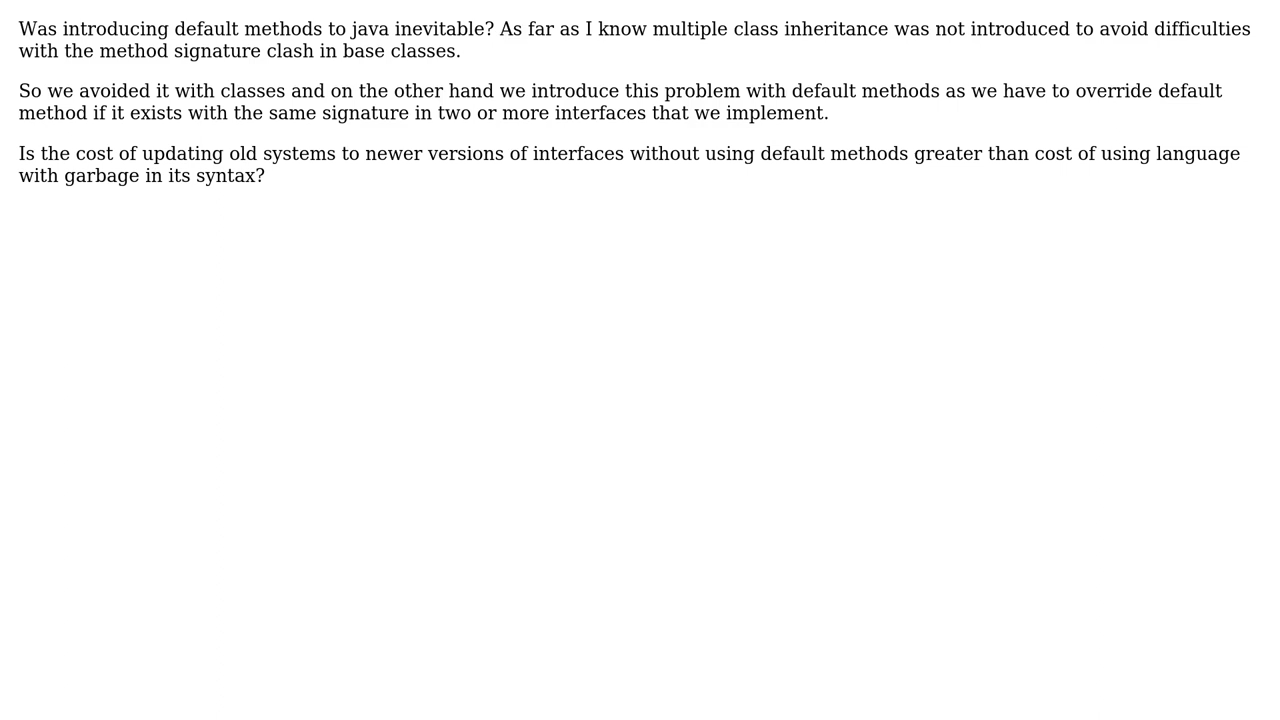 Was introducing default methods to java inevitable? As far as I know multiple class inheritance was not introduced to avoid difficulties
with the method signature clash in base classes.
So we avoided it with classes and on the other hand we introduce this problem with default methods as we have to override default
method if it exists with the same signature in two or more interfaces that we implement.
Is the cost of updating old systems to newer versions of interfaces without using default methods greater than cost of using language
with garbage in its syntax?